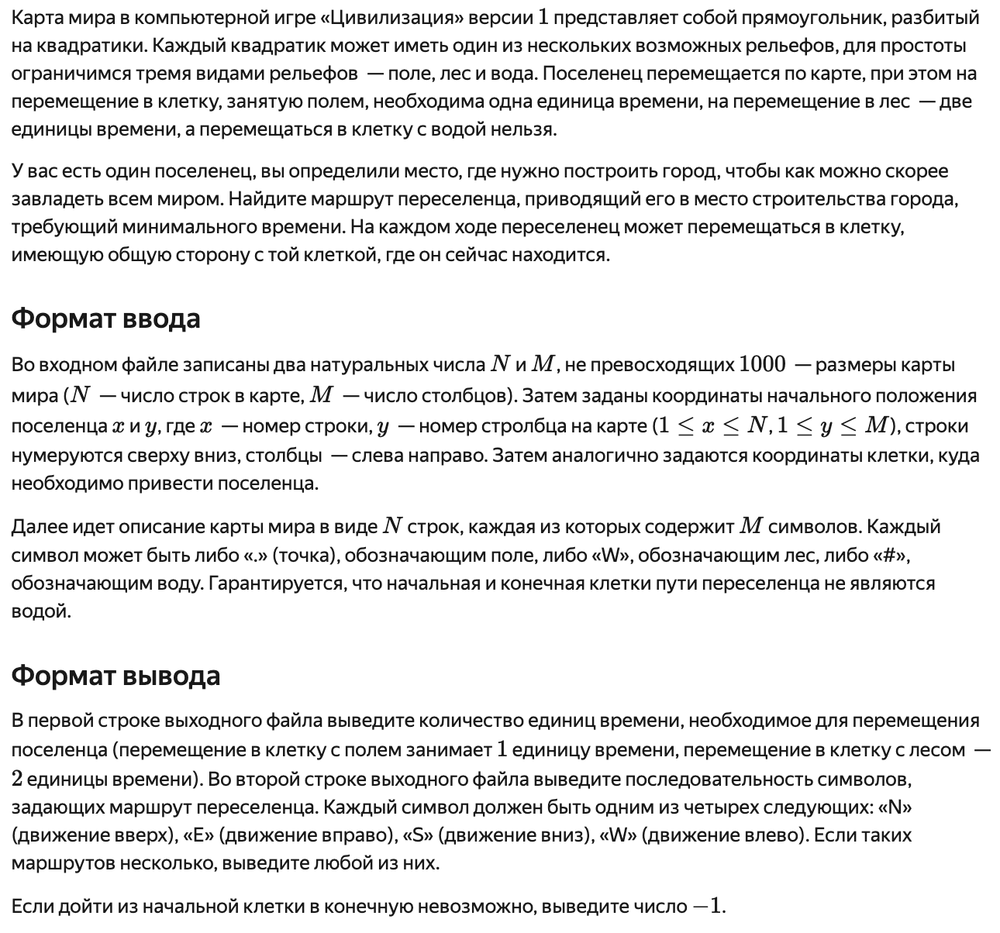 Карта мира в компьютерной игре «Цивилизация» версии 1 представляет собой прямоугольник, разбитый
на квадратики. Каждый квадратик может иметь один из нескольких возможных рельефов, для простоты
ограничимся тремя видами рельефов — поле, лес и вода. Поселенец перемещается по карте, при этом на
перемещение в клетку, занятую полем, необходима одна единица времени, на перемещение в лес — две
единицы времени, а перемещаться в клетку с водой нельзя.
У вас есть один поселенец, вы определили место, где нужно построить город, чтобы как можно скорее
завладеть всем миром. Найдите маршрут переселенца, приводящий его в место строительства города,
требующий минимального времени. На каждом ходе переселенец может перемещаться в клетку,
имеющую общую сторону с той клеткой, где он сейчас находится.
Формат ввода
Во входном файле записаны два натуральных числа N и M, не превосходящих 1000 — размеры карты
мира (N — число строк в карте, M — число столбцов). Затем заданы координаты начального положения
поселенца x и y, где x — номер строки, y — номер стролбца на карте (1 ≤ x ≤ N, 1 ≤ y ≤ M), строки
нумеруются сверху вниз, столбцы — слева направо. Затем аналогично задаются координаты клетки, куда
необходимо привести поселенца.
Далее идет описание карты мира в виде N строк, каждая из которых содержит M символов. Каждый
символ может быть либо «.» (точка), обозначающим поле, либо «W», обозначающим лес, либо «#»,
обозначающим воду. Гарантируется, что начальная и конечная клетки пути переселенца не являются
водой.
Формат вывода
В первой строке выходного файла выведите количество единиц времени, необходимое для перемещения
поселенца (перемещение в клетку с полем занимает 1 единицу времени, перемещение в клетку с лесом —
2 единицы времени). Во второй строке выходного файла выведите последовательность символов,
задающих маршрут переселенца. Каждый символ должен быть одним из четырех следующих: «N»
(движение вверх), «E» (движение вправо), «S» (движение вниз), «W» (движение влево). Если таких
маршрутов несколько, выведите любой из них.
Если дойти из начальной клетки в конечную невозможно, выведите число −1.